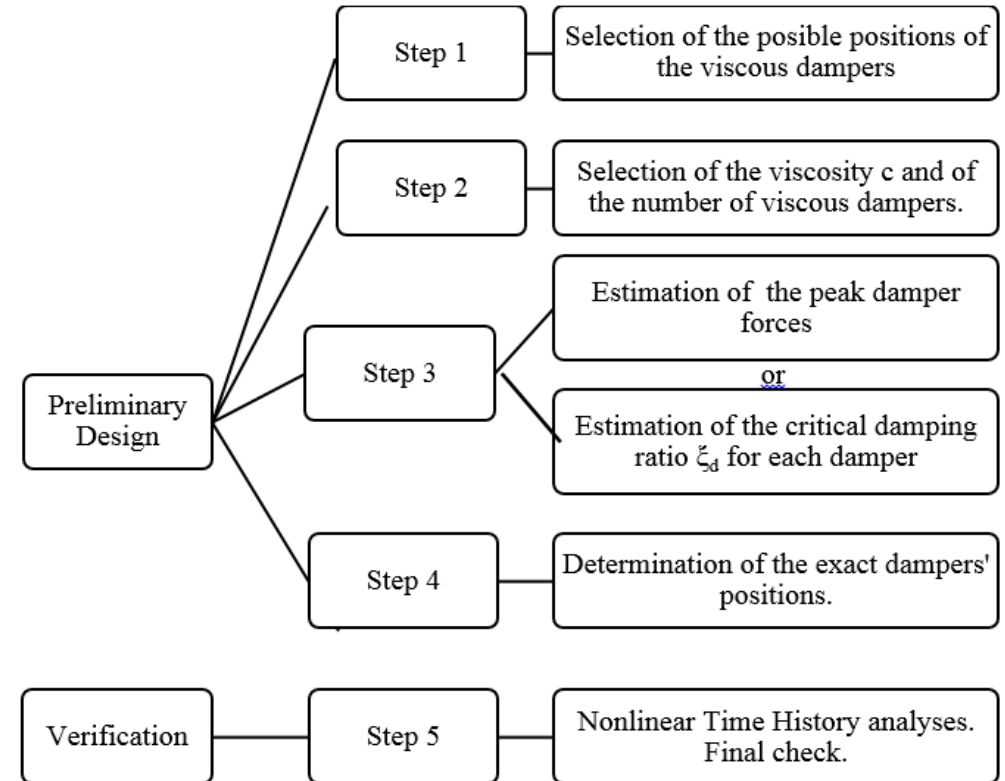 Step 1
Selection of the posible positions of
the viscous dampers
Step 2
Selection of the viscosity c and of
the number of viscous dampers.
Estimation of the peak damper
forces
Step 3
or
Preliminary
Design
Estimation of the critical damping
ratio ξd for each damper
Step 4
Determination of the exact dampers'
positions.
Verification
Step 5
Nonlinear Time History analyses.
Final check.